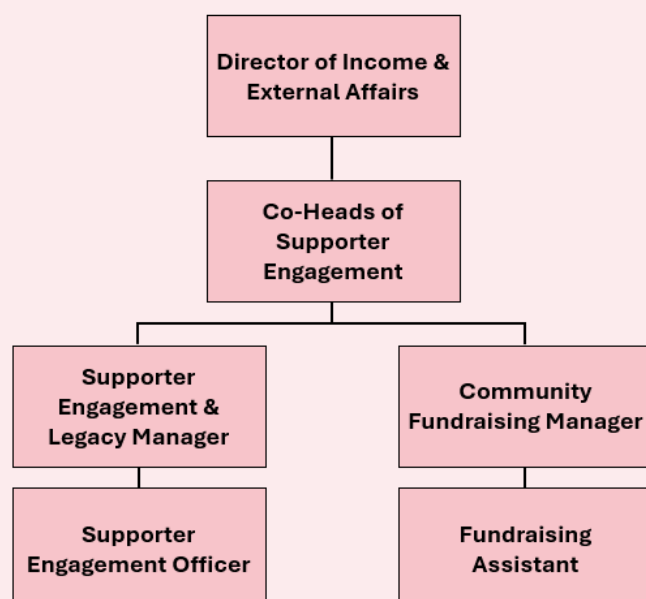 Director of Income &
External Affairs
Co-Heads of
Supporter
Engagement
Supporter
Engagement &
Legacy Manager
Community
Fundraising Manager
Supporter
Engagement Officer
Fundraising
Assistant